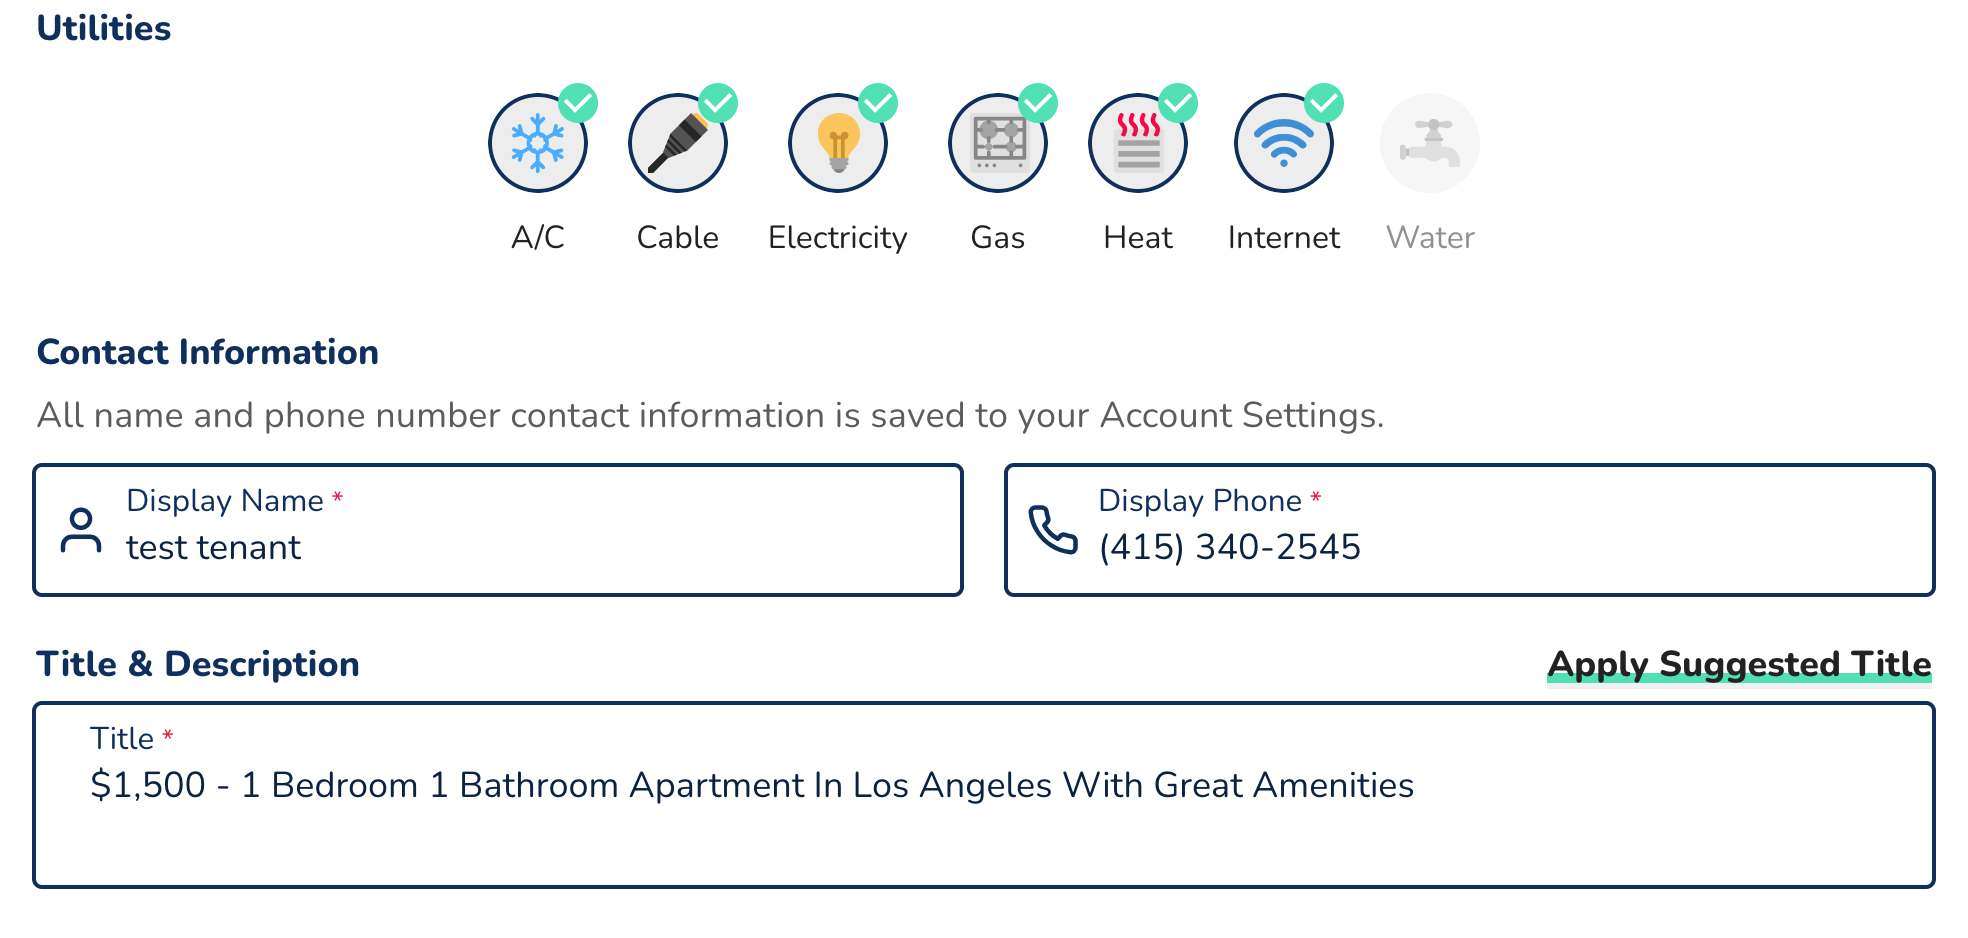 Utilities
A/C Cable Electricity Gas Heat Internet Water
Contact Information
All name and phone number contact information is saved to your Account Settings.
Display Name *
test tenant
Display Phone *
(415) 340-2545
Title & Description
Apply Suggested Title
Title *
$1,500 - 1 Bedroom 1 Bathroom Apartment In Los Angeles With Great Amenities